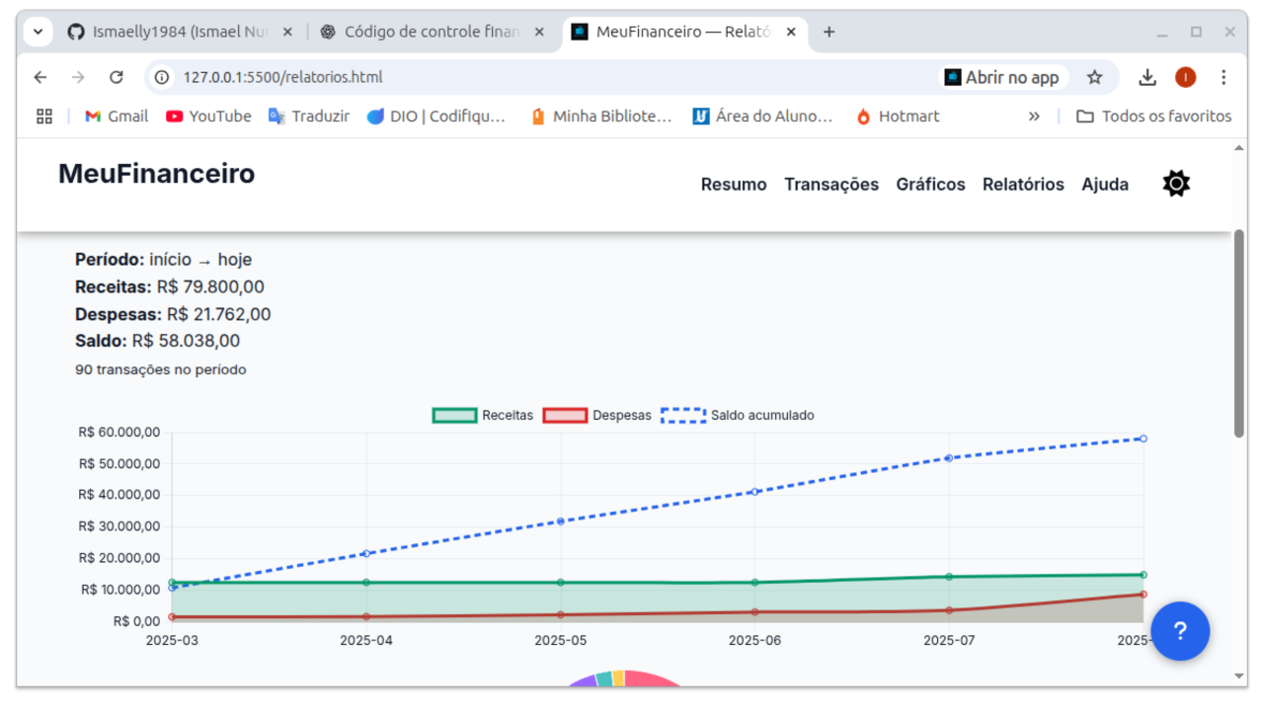 Ismaelly1984 (Ismael Nun
Código de controle finan
MeuFinanceiro — Relató
127.0.0.1:5500/relatorios.html
Abrir no app
I
Gmail
YouTube
Traduzir
DIO | Codifiqu...
Minha Bibliote...
Área do Aluno...
Hotmart
»
Todos os favoritos
MeuFinanceiro
Resumo
Transações
Gráficos
Relatórios
Ajuda
Período: início → hoje
Receitas: R$ 79.800,00
Despesas: R$ 21.762,00
Saldo: R$ 58.038,00
90 transações no período
Receitas
Despesas
Saldo acumulado
R$ 60.000,00
R$ 50.000,00
R$ 40.000,00
R$ 30.000,00
R$ 20.000,00
R$ 10.000,00
R$ 0,00
2025-03
2025-04
2025-05
2025-06
2025-07
2025-
?